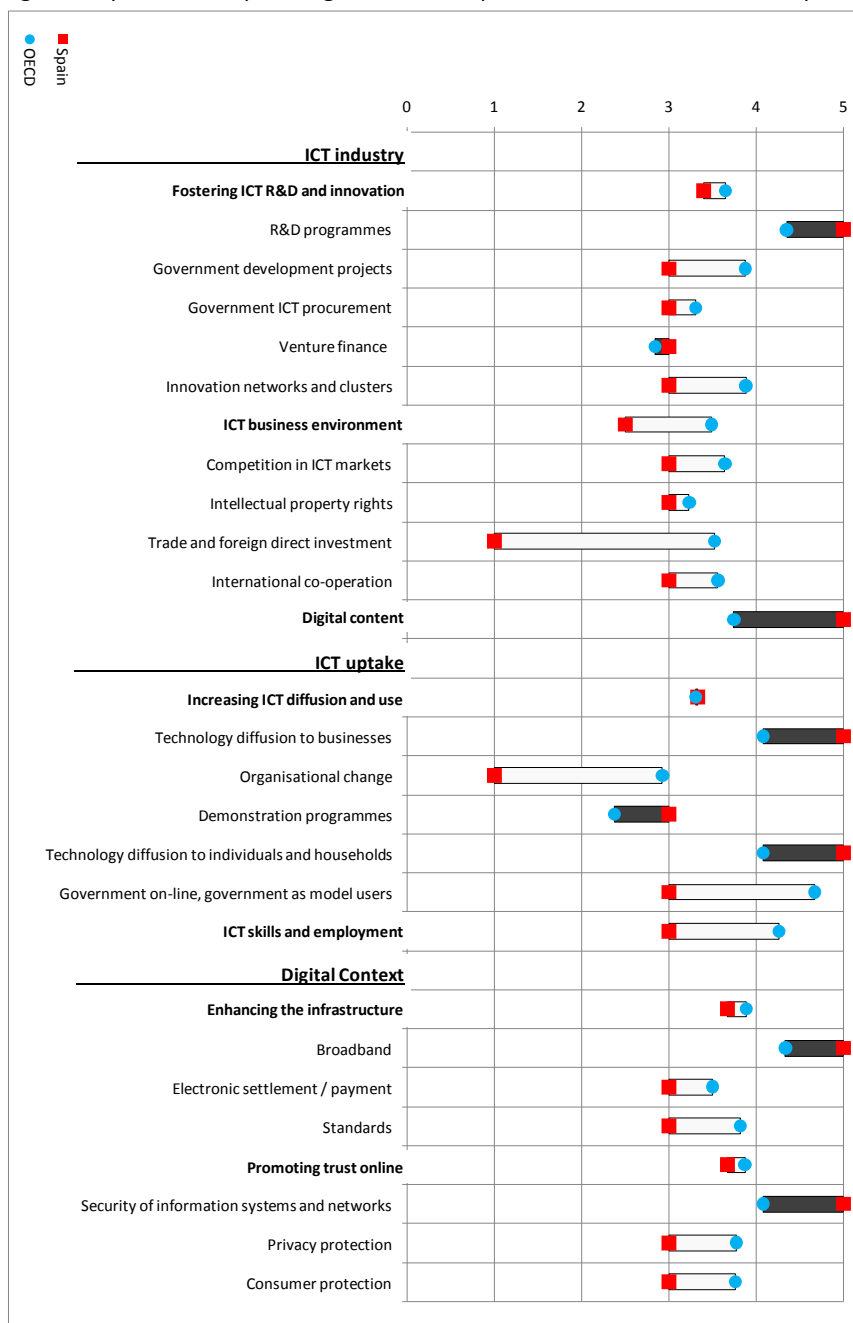 Spain
OECD
0 1 2 3 4 5
ICT industry
Fostering ICT R&D and innovation
R&D programmes
Government development projects
Government ICT procurement
Venture finance
Innovation networks and clusters
ICT business environment
Competition in ICT markets
Intellectual property rights
Trade and foreign direct investment
International co-operation
Digital content
ICT uptake
Increasing ICT diffusion and use
Technology diffusion to businesses
Organisational change
Demonstration programmes
Technology diffusion to individuals and households
Government on-line, government as model users
ICT skills and employment
Digital Context
Enhancing the infrastructure
Broadband
Electronic settlement / payment
Standards
Promoting trust online
Security of information systems and networks
Privacy protection
Consumer protection